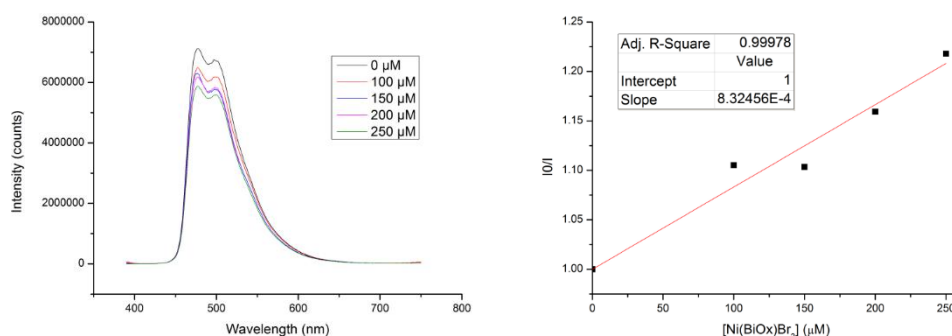 8000000
6000000
4000000
2000000
0
Intensity (counts)
400
500
600
700
800
Wavelength (nm)
0 µM
100 µM
150 µM
200 µM
250 µM
1.25
1.20
1.15
1.10
1.05
1.00
I0/I
Adj. R-Square 0.99978
Value
Intercept 1
Slope 8.32456E-4
0
50
100
150
200
250
[Ni(BiOx)Br2] (µM)